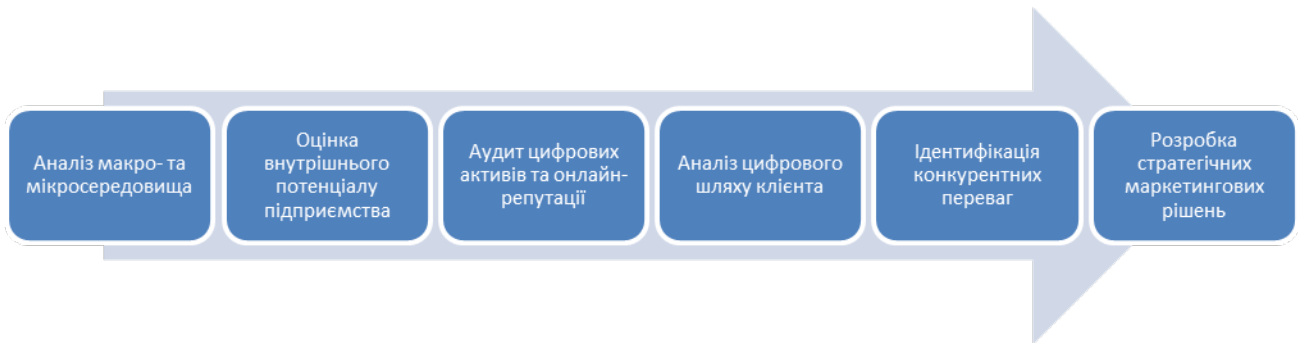 Аналіз макро- та
мікросередовища
Оцінка
внутрішнього
потенціалу
підприємства
Аудит цифрових
активів та онлайн-
репутації
Аналіз цифрового
шляху клієнта
Ідентифікація
конкурентних
переваг
Розробка
стратегічних
маркетингових
рішень